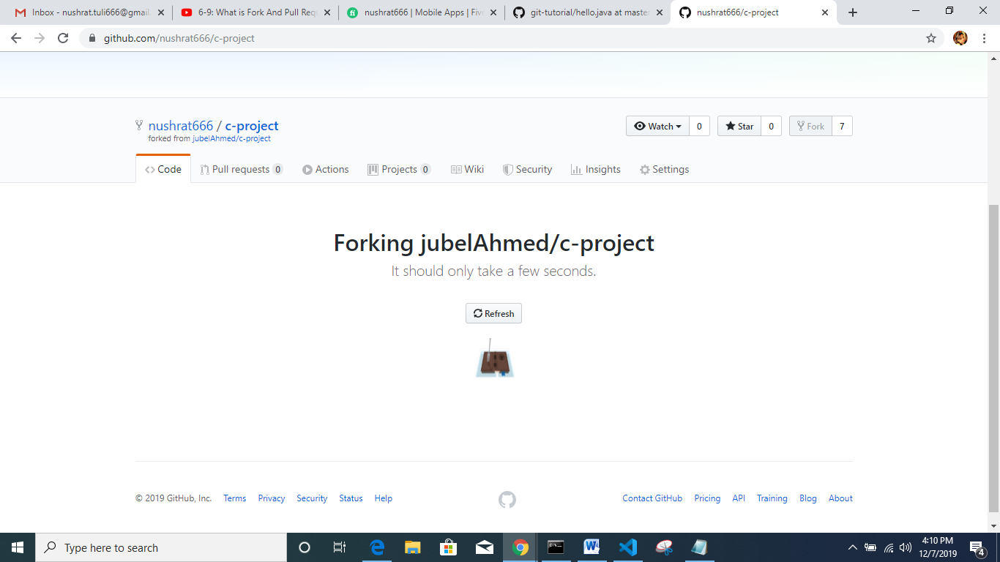 Inbox - nushrat.tuli666@gmail
6-9: What is Fork And Pull Req
nushrat666 | Mobile Apps | Five
git-tutorial/hello.java at master
nushrat666/c-project
github.com/nushrat666/c-project
nushrat666 / c-project
forked from jubelAhmed/c-project
Watch 0 Star 0 Fork 7
Code Pull requests 0 Actions Projects 0 Wiki Security Insights Settings
Forking jubelAhmed/c-project
It should only take a few seconds.
Refresh
© 2019 GitHub, Inc. Terms Privacy Security Status Help Contact GitHub Pricing API Training Blog About
Type here to search
4:10 PM
12/7/2019
4